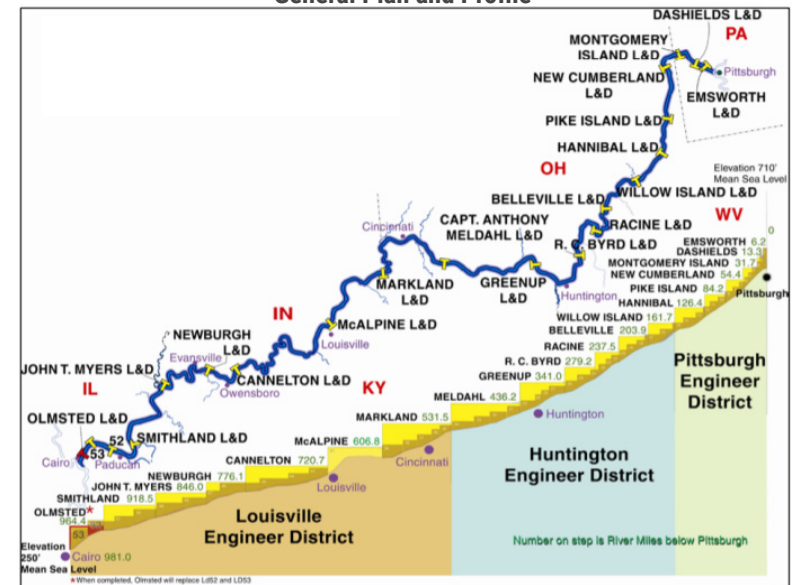 General Plan and Profile
DASHIELDS L&D
PA
MONTGOMERY
ISLAND L&D
Pittsburgh
NEW CUMBERLAND
L&D
EMSWORTH
L&D
PIKE ISLAND L&D
HANNIBAL L&D
OH
Elevation 710'
Mean Sea Level
WILLOW ISLAND L&D
BELLEVILLE L&D
WV
CAPT. ANTHONY
MELDAHL L&D
RACINE L&D
Cincinnati
R. C. BYRD L&D
MARKLAND
L&D
GREENUP
L&D
Huntington
IN
McALPINE L&D
Louisville
NEWBURGH
L&D
Evansville
JOHN T. MYERS L&D
CANNELTON L&D
Owensboro
IL
KY
OLMSTED L&D
52
SMITHLAND L&D
53
Cairo
Paducah
0
EMSWORTH 6.2
DASHIELDS 13.3
MONTGOMERY ISLAND 31.7
NEW CUMBERLAND 54.4
PIKE ISLAND 84.2
Pittsburgh
HANNIBAL 126.4
WILLOW ISLAND 161.7
BELLEVILLE 203.9
RACINE 237.5
R. C. BYRD 279.2
GREENUP 341.0
MELDAHL 436.2
MARKLAND 531.5
McALPINE 606.8
CANNELTON 720.7
NEWBURGH 776.1
JOHN T. MYERS 846.0
SMITHLAND 918.5
OLMSTED*
964.4
53
Huntington
Cincinnati
Louisville
Pittsburgh
Engineer
District
Huntington
Engineer District
Louisville
Engineer District
Number on step is River Miles below Pittsburgh
Elevation
250'
Mean Sea Level
Cairo 981.0
*When completed, Olmsted will replace Ld52 and LD53